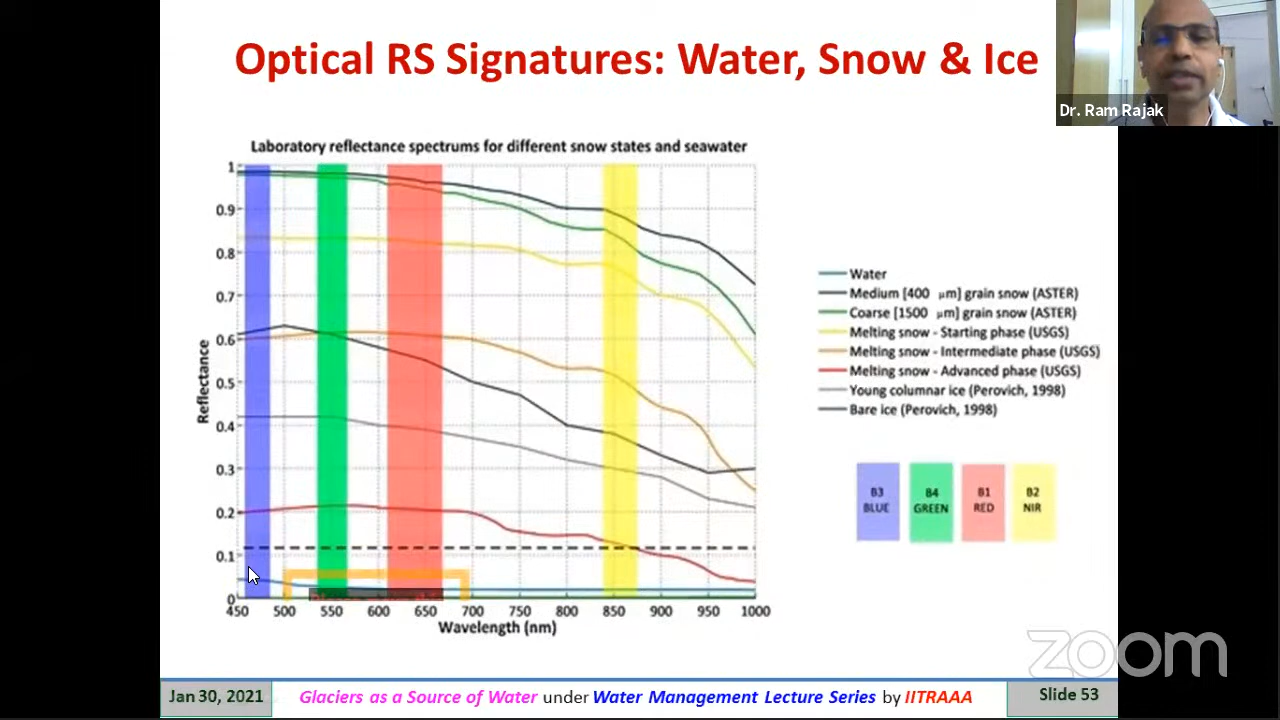 Optical RS Signatures: Water, Snow & Ice
Dr. Ram Rajak
Laboratory reflectance spectrums for different snow states and seawater
1
0.9
0.8
0.7
0.6
0.5
0.4
0.3
0.2
0.1
0
Reflectance
450 500 550 600 650 700 750 800 850 900 950 1000
Wavelength (nm)
Water
Medium [400 μm] grain snow (ASTER)
Coarse [1500 μm] grain snow (ASTER)
Melting snow - Starting phase (USGS)
Melting snow - Intermediate phase (USGS)
Melting snow - Advanced phase (USGS)
Young columnar ice (Perovich, 1998)
Bare ice (Perovich, 1998)
B3 B4 B1 B2
BLUE GREEN RED NIR
zoom
Jan 30, 2021 Glaciers as a Source of Water under Water Management Lecture Series by IITRAAA Slide 53